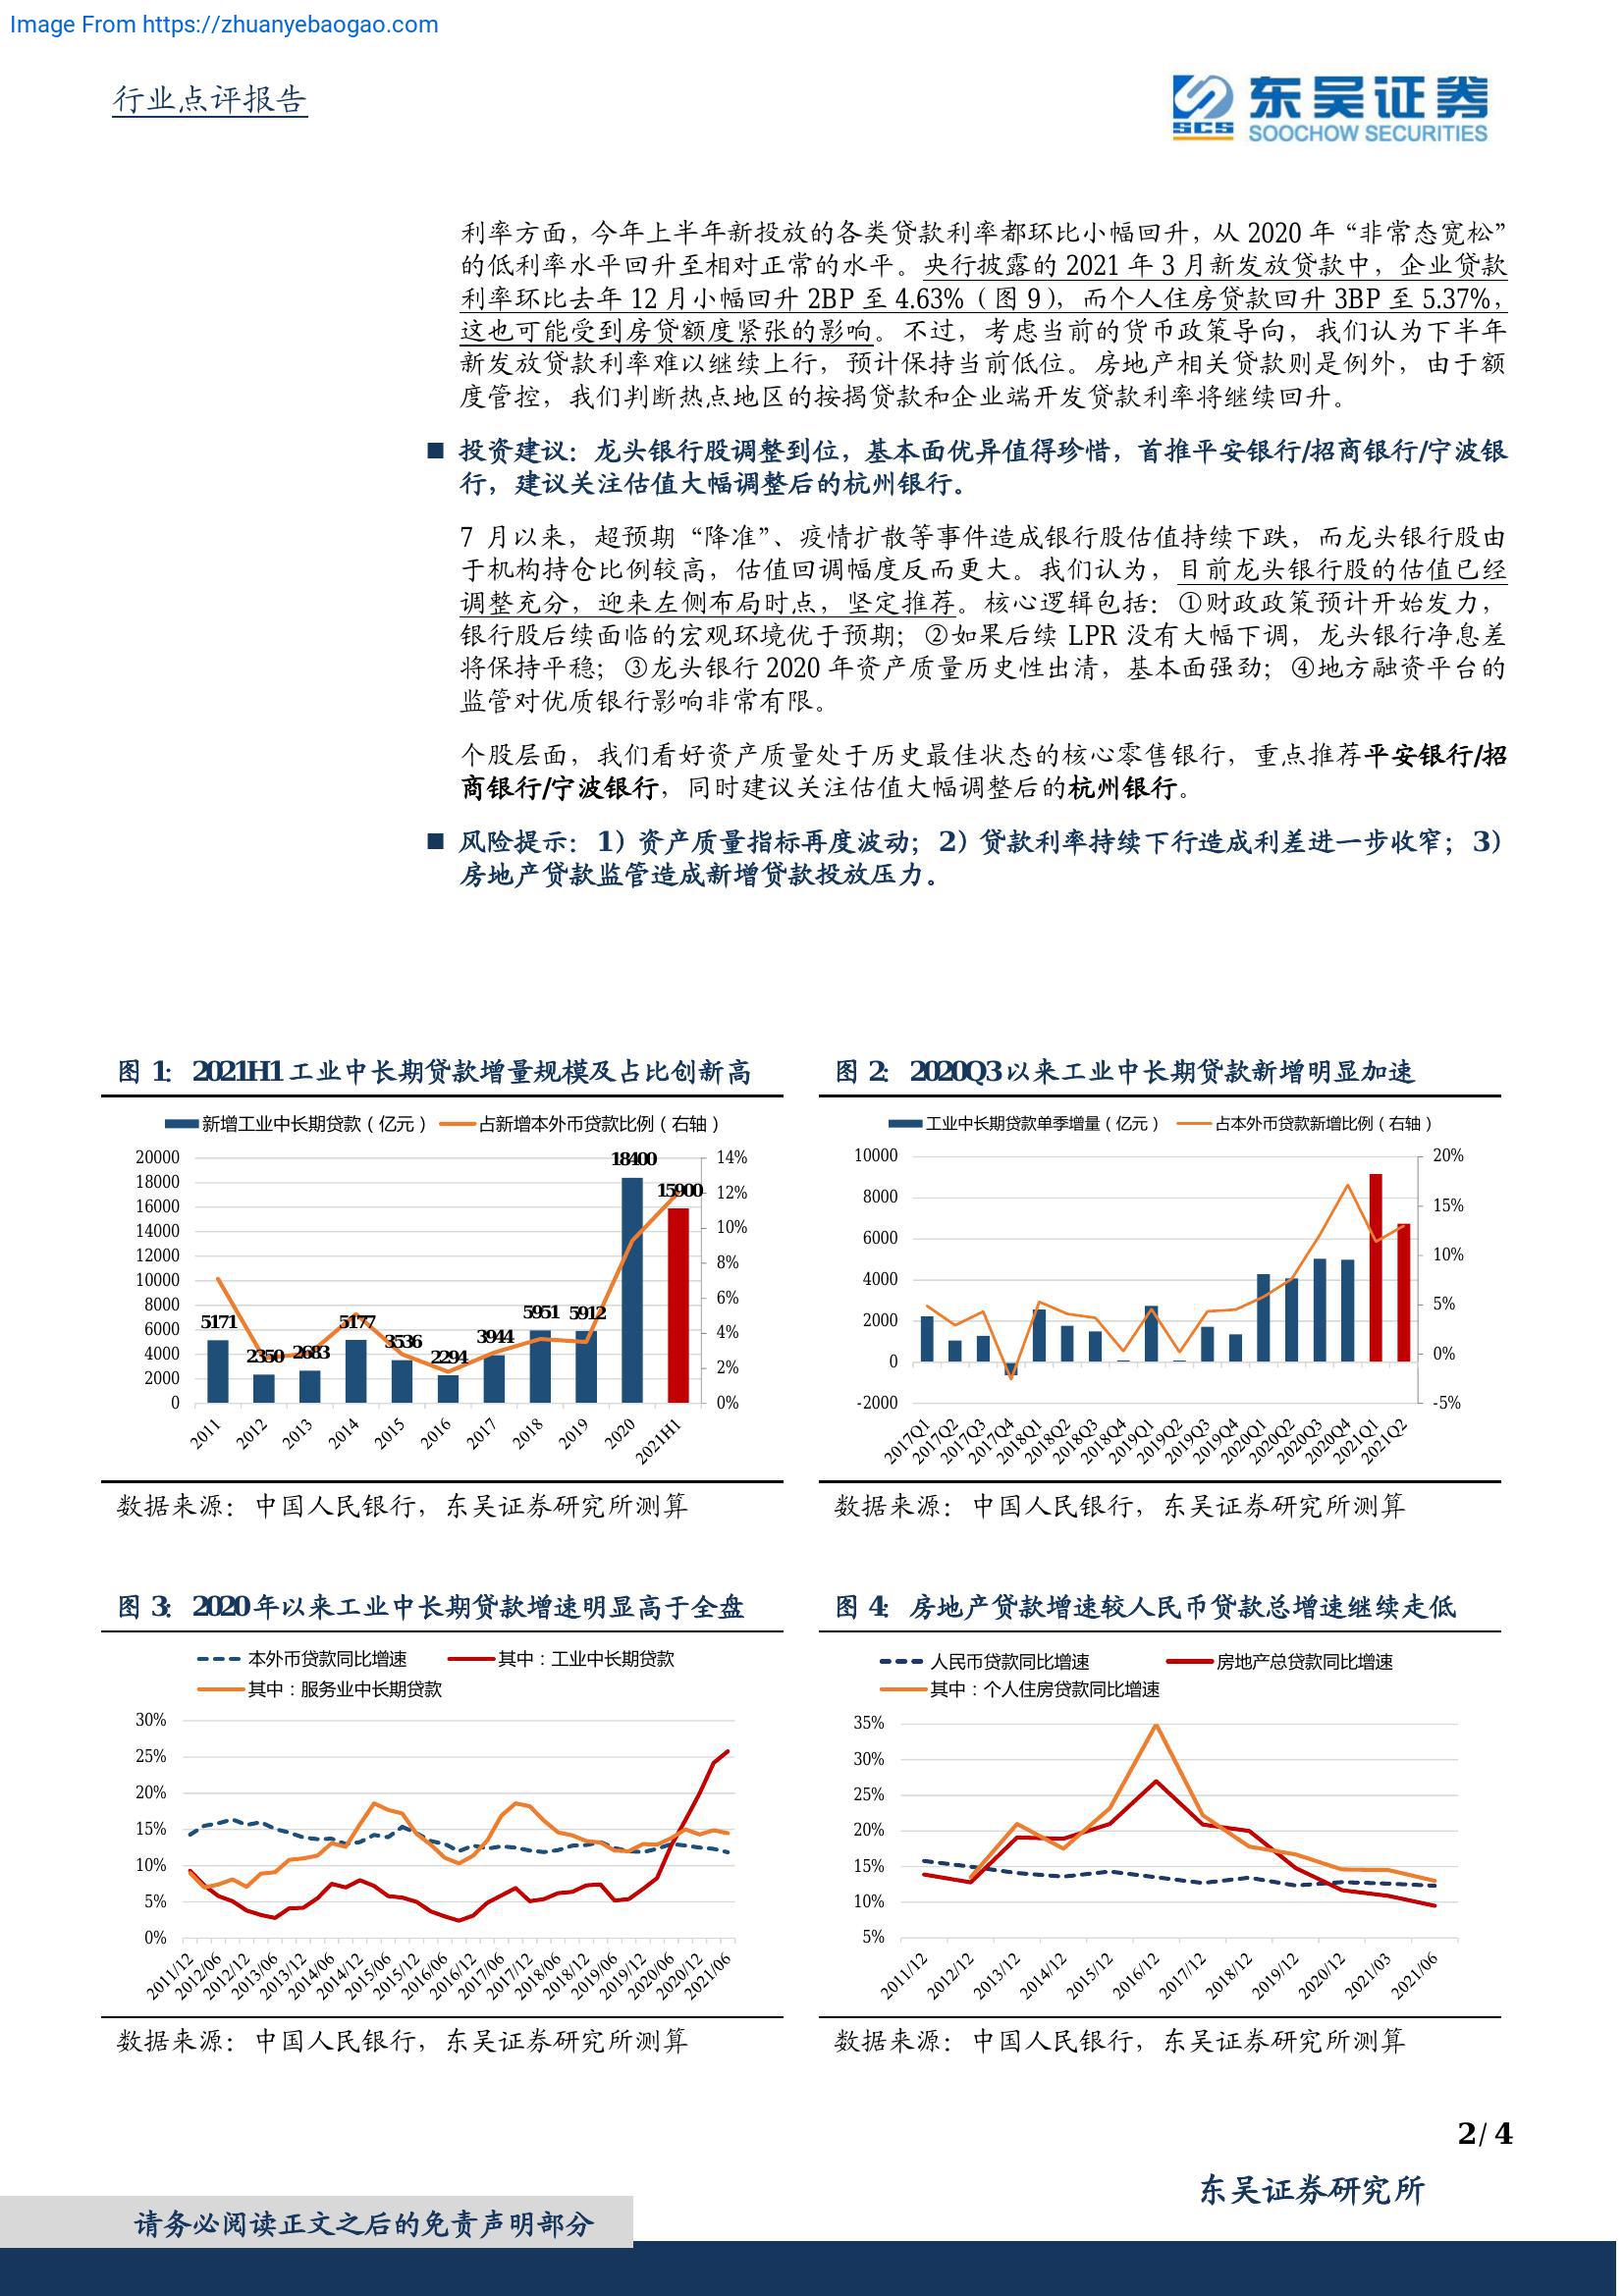 Image From https://zhuanyebaogao.com
行业点评报告
东吴证券
SCS
SOOCHOW SECURITIES
利率方面，今年上半年新投放的各类贷款利率都环比小幅回升，从 2020 年“非常态宽松”
的低利率水平回升至相对正常的水平。央行披露的 2021 年 3 月新发放贷款中，企业贷款
利率环比去年 12 月小幅回升 2BP 至 4.63%（图 9），而个人住房贷款回升 3BP 至 5.37%，
这也可能受到房贷额度紧张的影响。不过，考虑当前的货币政策导向，我们认为下半年
新发放贷款利率难以继续上行，预计保持当前低位。房地产相关贷款则是例外，由于额
度管控，我们判断热点地区的按揭贷款和企业端开发贷款利率将继续回升。
■ 投资建议：龙头银行股调整到位，基本面优异值得珍惜，首推平安银行/招商银行/宁波银
行，建议关注估值大幅调整后的杭州银行。
7 月以来，超预期“降准”、疫情扩散等事件造成银行股估值持续下跌，而龙头银行股由
于机构持仓比例较高，估值回调幅度反而更大。我们认为，目前龙头银行股的估值已经
调整充分，迎来左侧布局时点，坚定推荐。核心逻辑包括：①财政政策预计开始发力，
银行股后续面临的宏观环境优于预期；②如果后续 LPR 没有大幅下调，龙头银行净息差
将保持平稳；③龙头银行 2020 年资产质量历史性出清，基本面强劲；④地方融资平台的
监管对优质银行影响非常有限。
个股层面，我们看好资产质量处于历史最佳状态的核心零售银行，重点推荐平安银行/招
商银行/宁波银行，同时建议关注估值大幅调整后的杭州银行。
■ 风险提示：1）资产质量指标再度波动；2）贷款利率持续下行造成利差进一步收窄；3）
房地产贷款监管造成新增贷款投放压力。
图 1： 2021H1 工业中长期贷款增量规模及占比创新高
新增工业中长期贷款（亿元） 占新增本外币贷款比例（右轴）
20000
18000
16000
14000
12000
10000
8000
6000
4000
2000
0
14%
12%
10%
8%
6%
4%
2%
0%
5171 2350 2683 5177 3536 2294 3944 5951 5912 18400 15900
2011 2012 2013 2014 2015 2016 2017 2018 2019 2020 2021H1
数据来源：中国人民银行，东吴证券研究所测算
图 2： 2020Q3 以来工业中长期贷款新增明显加速
工业中长期贷款单季增量（亿元） 占本外币贷款新增比例（右轴）
10000
8000
6000
4000
2000
0
-2000
20%
15%
10%
5%
0%
-5%
2017Q1 2017Q2 2017Q3 2017Q4 2018Q1 2018Q2 2018Q3 2018Q4 2019Q1 2019Q2 2019Q3 2019Q4 2020Q1 2020Q2 2020Q3 2020Q4 2021Q1 2021Q2
数据来源：中国人民银行，东吴证券研究所测算
图 3： 2020 年以来工业中长期贷款增速明显高于全盘
本外币贷款同比增速 其中：工业中长期贷款
其中：服务业中长期贷款
30%
25%
20%
15%
10%
5%
0%
2011/12 2012/06 2012/12 2013/06 2013/12 2014/06 2014/12 2015/06 2015/12 2016/06 2016/12 2017/06 2017/12 2018/06 2018/12 2019/06 2019/12 2020/06 2020/12 2021/06
数据来源：中国人民银行，东吴证券研究所测算
图 4： 房地产贷款增速较人民币贷款总增速继续走低
人民币贷款同比增速 房地产总贷款同比增速
其中：个人住房贷款同比增速
35%
30%
25%
20%
15%
10%
5%
2011/12 2012/12 2013/12 2014/12 2015/12 2016/12 2017/12 2018/12 2019/12 2020/12 2021/03 2021/06
数据来源：中国人民银行，东吴证券研究所测算
2/ 4
东吴证券研究所
请务必阅读正文之后的免责声明部分